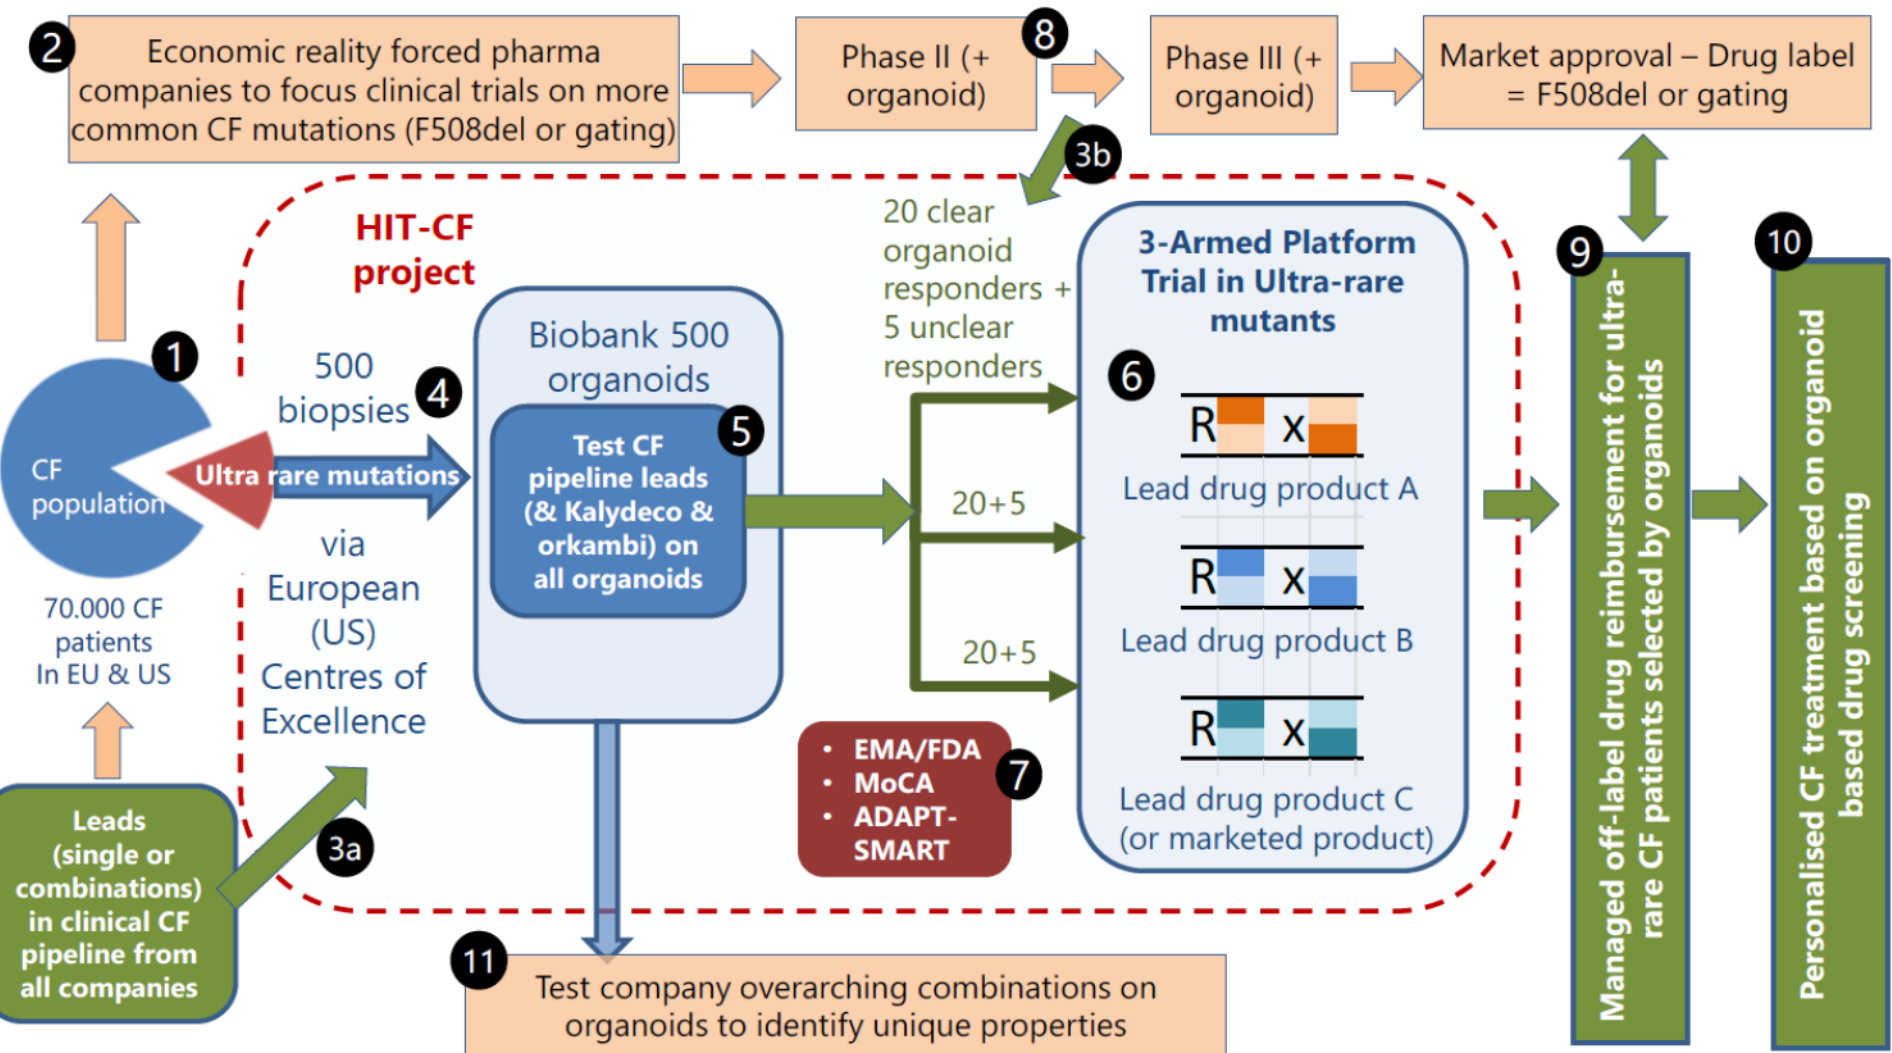 2
Economic reality forced pharma
companies to focus clinical trials on more
common CF mutations (F508del or gating)
Phase II (+
organoid)
8
Phase III (+
organoid)
Market approval – Drug label
= F508del or gating
3b
HIT-CF
project
1
CF
population
Ultra rare mutations
70.000 CF
patients
In EU & US
500
biopsies
4
via
European
(US)
Centres of
Excellence
Leads
(single or
combinations)
in clinical CF
pipeline from
all companies
3a
Biobank 500
organoids
5
Test CF
pipeline leads
(& Kalydeco &
orkambi) on
all organoids
20 clear
organoid
responders +
5 unclear
responders
20+5
20+5
• EMA/FDA
• MoCA
• ADAPT-
SMART
7
3-Armed Platform
Trial in Ultra-rare
mutants
6
R x
Lead drug product A
R x
Lead drug product B
R x
Lead drug product C
(or marketed product)
9
Managed off-label drug reimbursement for ultra-
rare CF patients selected by organoids
10
Personalised CF treatment based on organoid
based drug screening
11
Test company overarching combinations on
organoids to identify unique properties